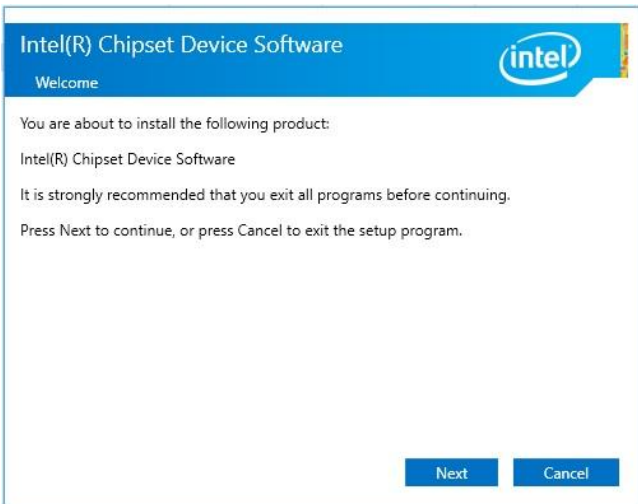 Intel(R) Chipset Device Software
intel
Welcome
You are about to install the following product:
Intel(R) Chipset Device Software
It is strongly recommended that you exit all programs before continuing.
Press Next to continue, or press Cancel to exit the setup program.
Next
Cancel